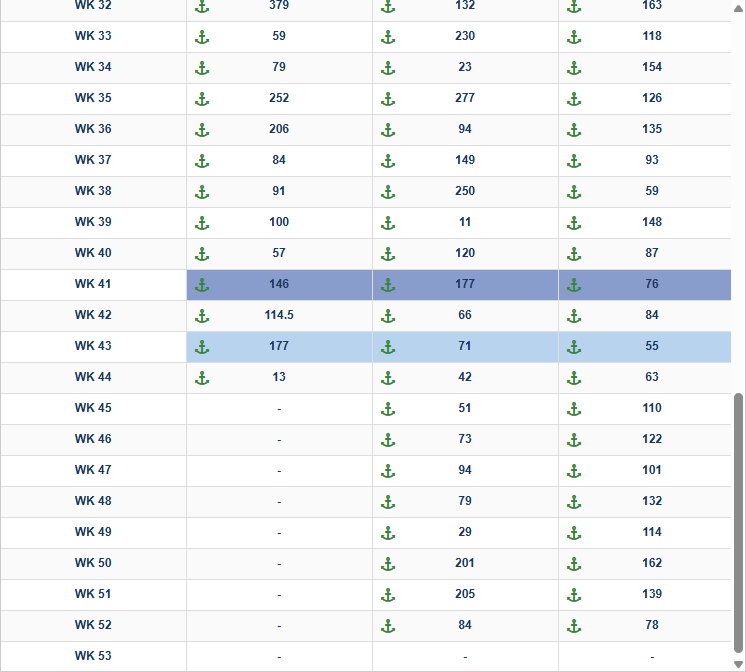 WK 32 379 132 163
WK 33 59 230 118
WK 34 79 23 154
WK 35 252 277 126
WK 36 206 94 135
WK 37 84 149 93
WK 38 91 250 59
WK 39 100 11 148
WK 40 57 120 87
WK 41 146 177 76
WK 42 114.5 66 84
WK 43 177 71 55
WK 44 13 42 63
WK 45 - 51 110
WK 46 - 73 122
WK 47 - 94 101
WK 48 - 79 132
WK 49 - 29 114
WK 50 - 201 162
WK 51 - 205 139
WK 52 - 84 78
WK 53 - - -